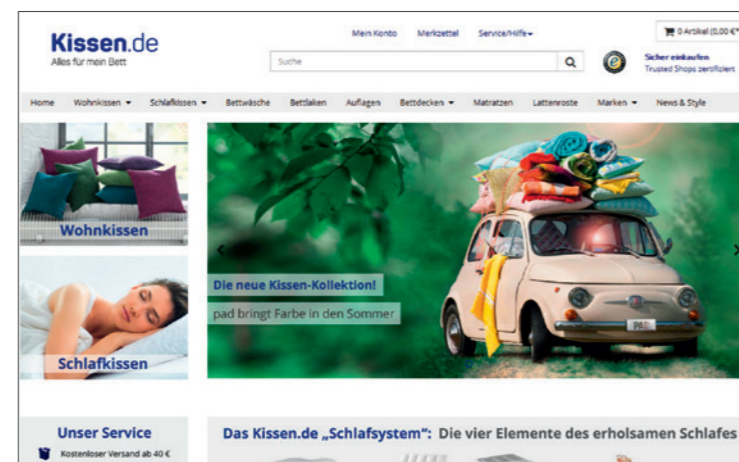 Kissen.de
Alles für mein Bett
Mein Konto Merkzettel Service/Hilfe
0 Artikel (0,00 €*
Suche
Sicher einkaufen
Trusted Shops zertifiziert
Home Wohnkissen Schlafkissen Bettwäsche Bettlaken Auflagen Bettdecken Matratzen Lattenroste Marken News & Style
Wohnkissen
Die neue Kissen-Kollektion!
pad bringt Farbe in den Sommer
PAD
Schlafkissen
Unser Service
Kostenloser Versand ab 40 €
Das Kissen.de „Schlafsystem“: Die vier Elemente des erholsamen Schlafes